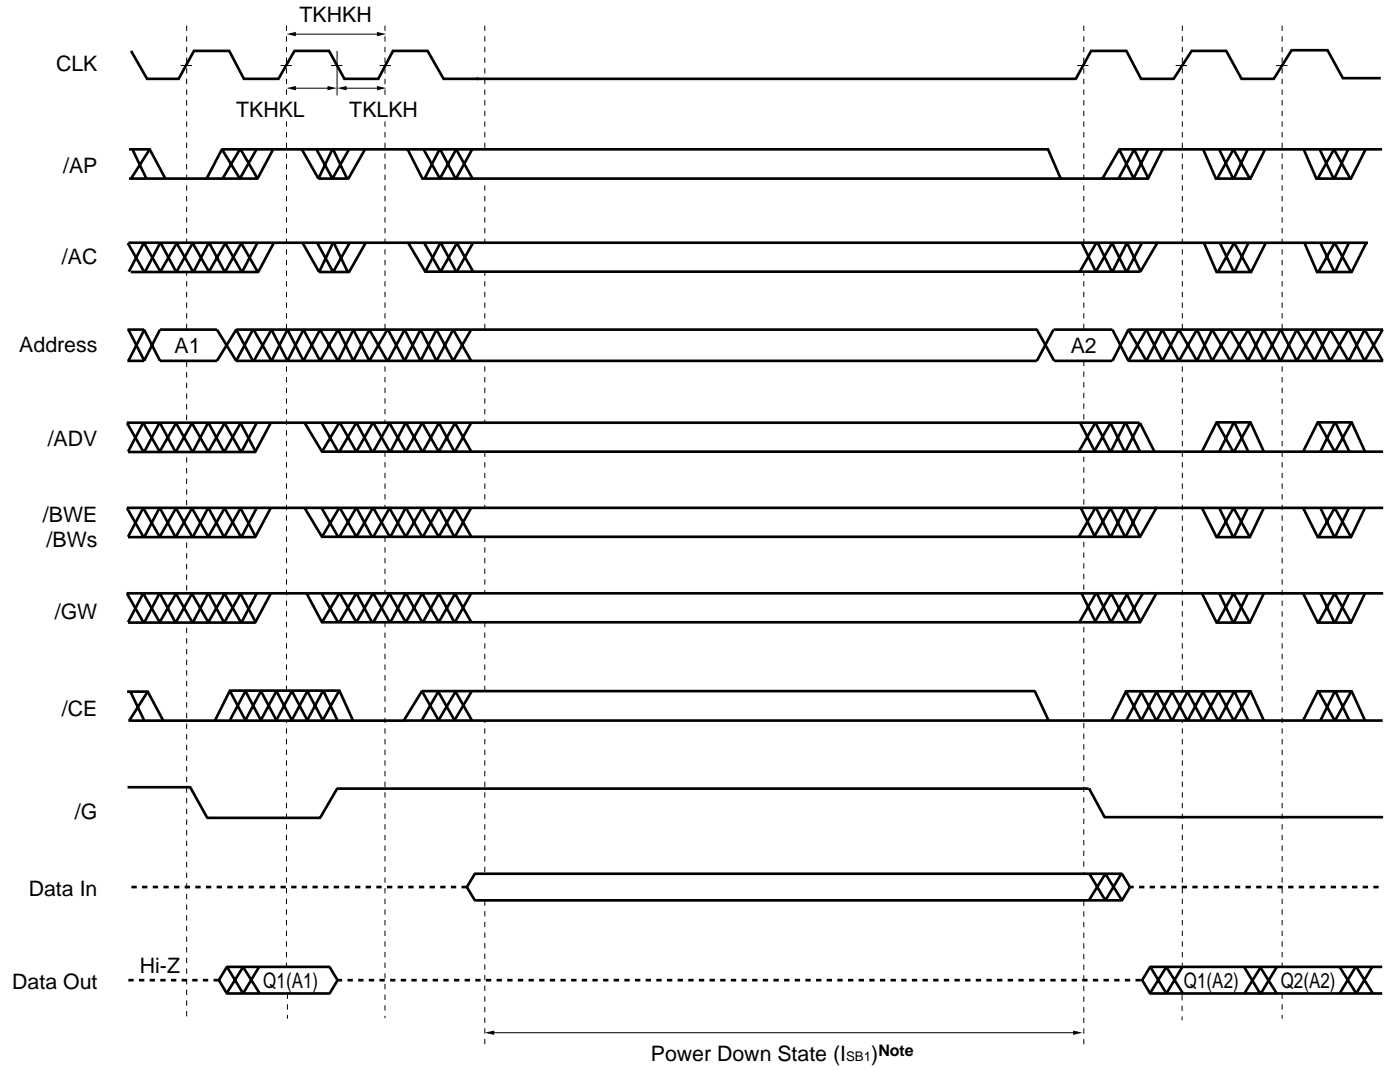 TKHKH
CLK
TKHKL TKLKH
/AP
/AC
Address A1 A2
/ADV
/BWE
/BWs
/GW
/CE
/G
Data In
Hi-Z
Data Out Q1(A1) Q1(A2) Q2(A2)
Power Down State (ISB1)Note